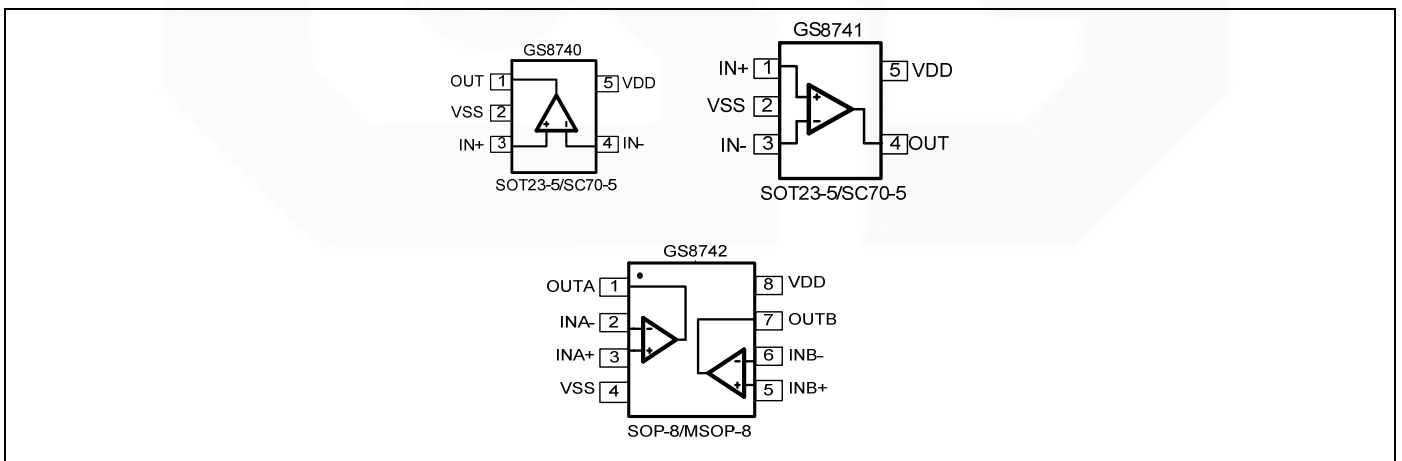 GS8740
OUT 1 5 VDD
VSS 2
IN+ 3 4 IN-
+ -
SOT23-5/SC70-5
GS8741
IN+ 1 5 VDD
+
VSS 2
-
IN- 3 4 OUT
SOT23-5/SC70-5
GS8742
OUTA 1 8 VDD
INA- 2 7 OUTB
-
INA+ 3 6 INB-
+ -
VSS 4 5 INB+
+
SOP-8/MSOP-8